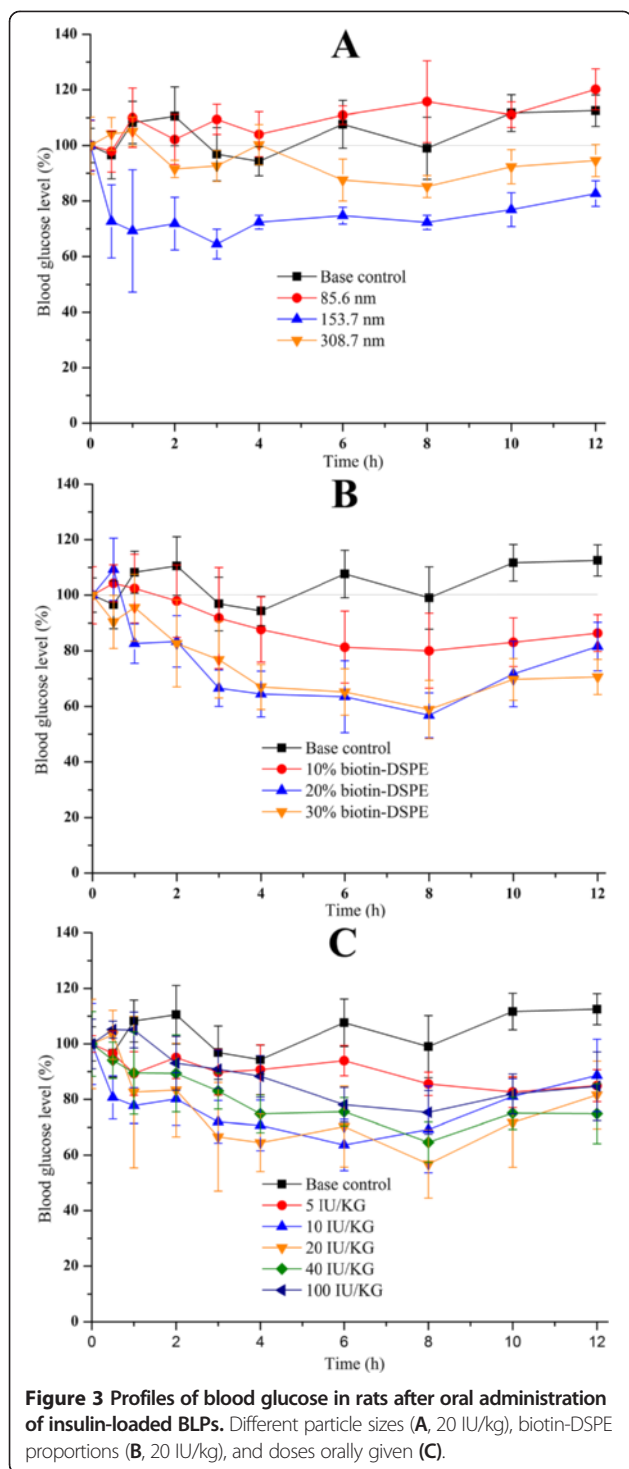 A
Blood glucose level (%)
140
120
100
80
60
40
20
0
Base control
85.6 nm
153.7 nm
308.7 nm
0 2 4 6 8 10 12
Time (h)
B
Blood glucose level (%)
140
120
100
80
60
40
20
0
Base control
10% biotin-DSPE
20% biotin-DSPE
30% biotin-DSPE
0 2 4 6 8 10 12
Time (h)
C
Blood glucose level (%)
140
120
100
80
60
40
20
0
Base control
5 IU/KG
10 IU/KG
20 IU/KG
40 IU/KG
100 IU/KG
0 2 4 6 8 10 12
Time (h)
Figure 3 Profiles of blood glucose in rats after oral administration
of insulin-loaded BLPs. Different particle sizes (A, 20 IU/kg), biotin-DSPE
proportions (B, 20 IU/kg), and doses orally given (C).